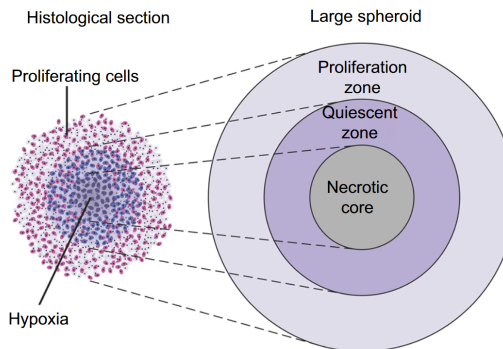 Histological section
Large spheroid
Proliferating cells
Proliferation
zone
Quiescent
zone
Necrotic
core
Hypoxia